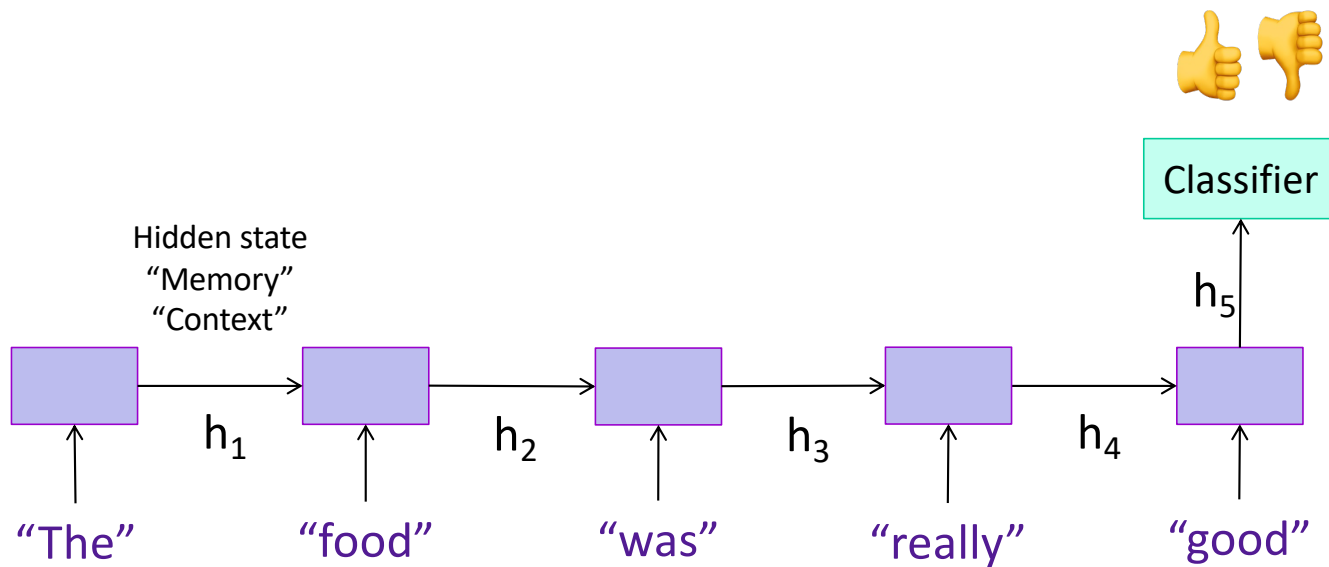 Classifier
Hidden state
“Memory”
“Context”
h₅
h₁
h₂
h₃
h₄
“The”
“food”
“was”
“really”
“good”